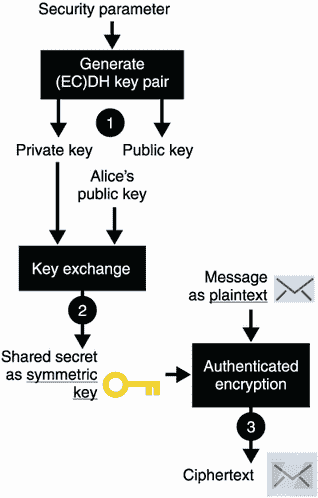 Security parameter
Generate
(EC)DH key pair
1
Private key
Public key
Alice's
public key
Key exchange
2
Message
as plaintext
Shared secret
as symmetric
key
Authenticated
encryption
3
Ciphertext